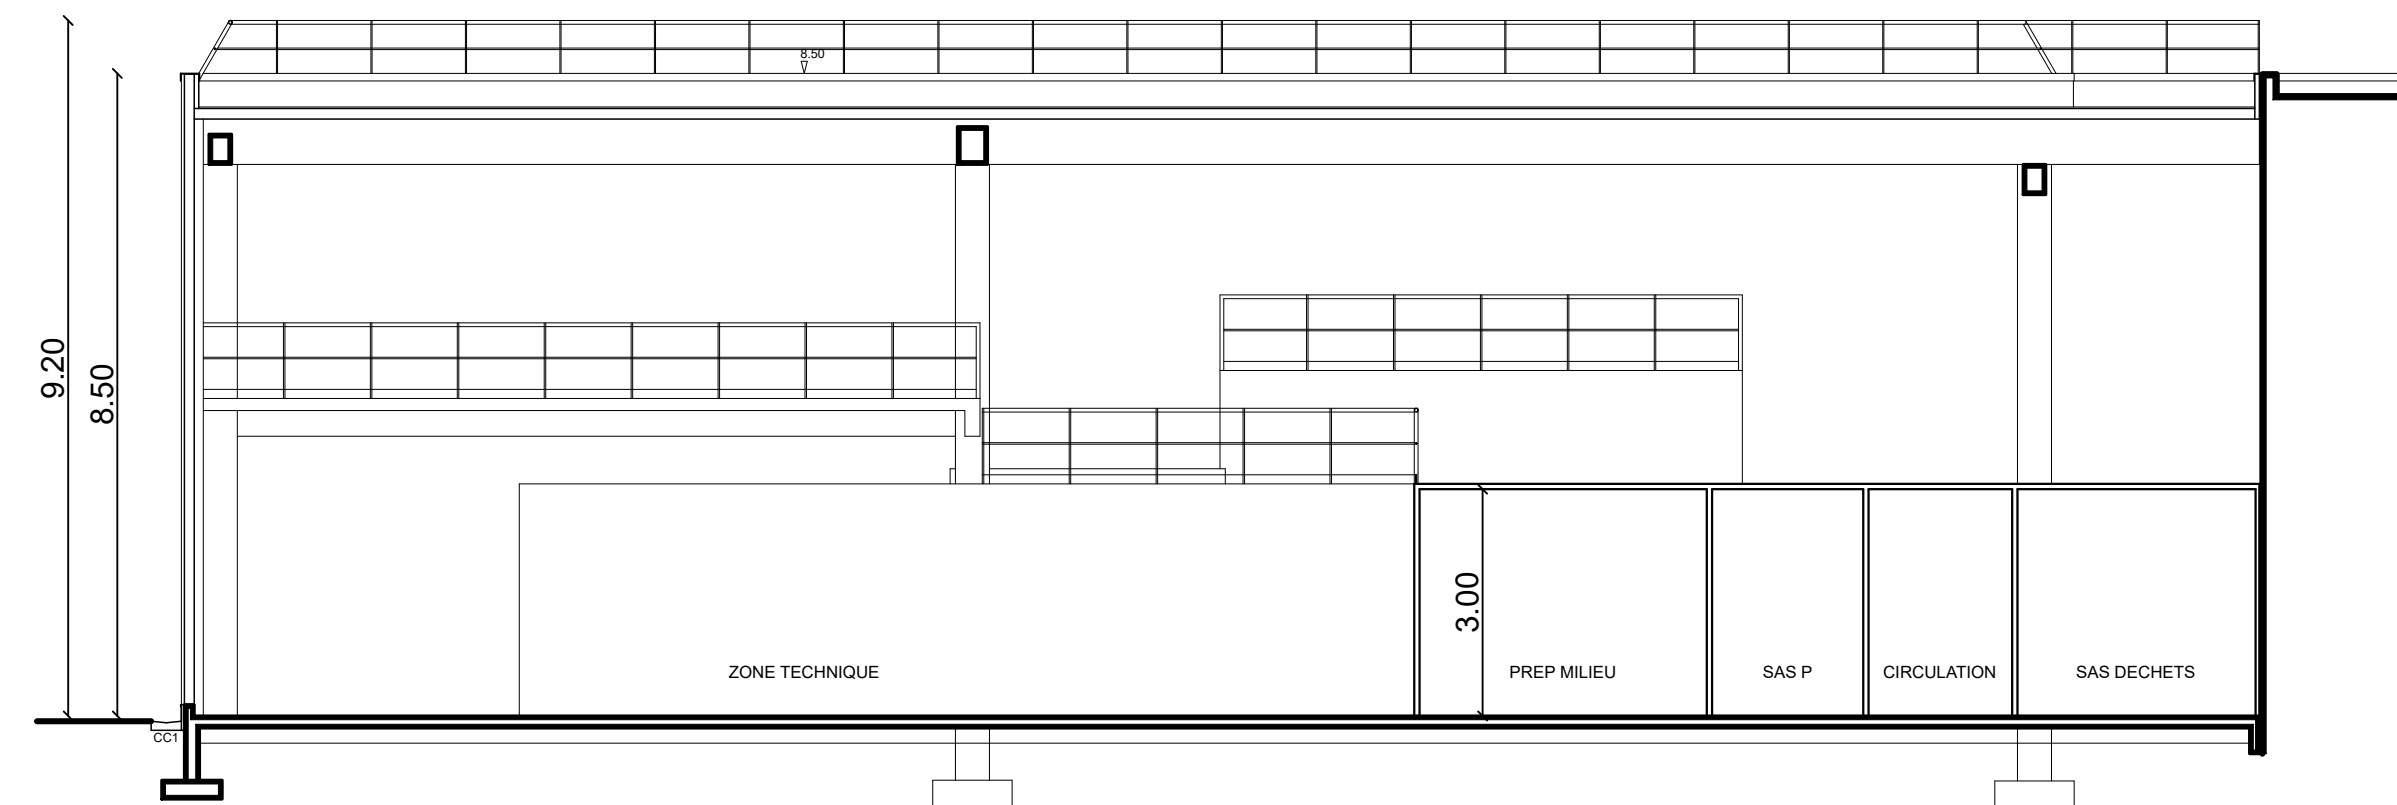 8.50
9.20
8.50
3.00
ZONE TECHNIQUE
PREP MILIEU
SAS P
CIRCULATION
SAS DECHETS
CC1